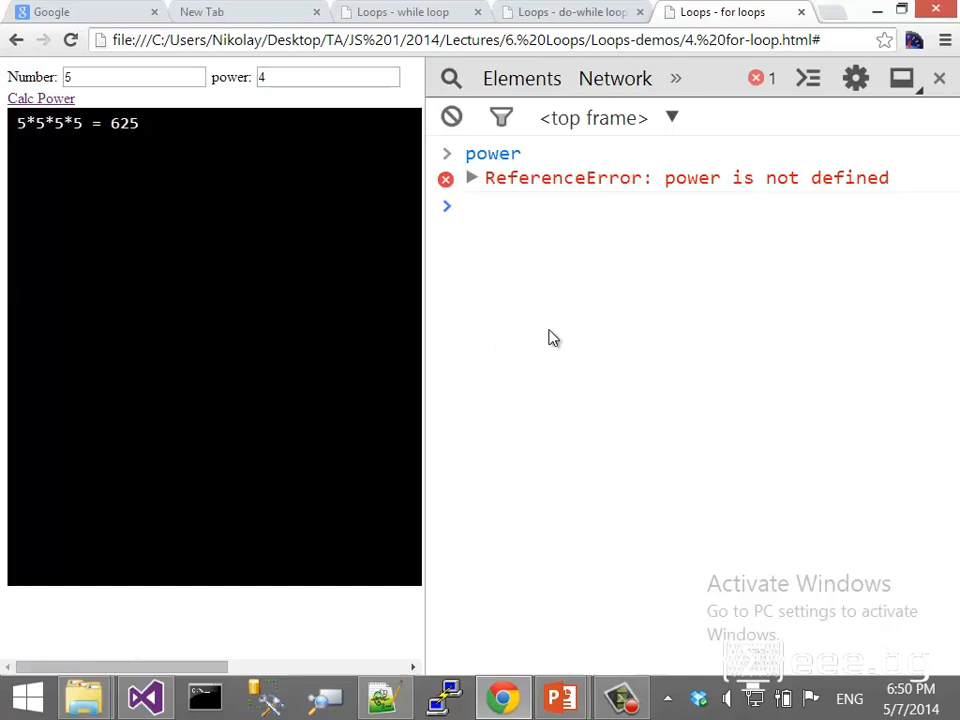 Google
New Tab
Loops - while loop
Loops - do-while loop
Loops - for loops
file:///C:/Users/Nikolay/Desktop/TA/JS%201/2014/Lectures/6.%20Loops/Loops-demos/4.%20for-loop.html#
Number: 5 power: 4
Calc Power
5*5*5*5 = 625
Elements Network » 1
<top frame>
> power
ReferenceError: power is not defined
>
Activate Windows
Go to PC settings to activate
Windows.
eee.bg
ENG
6:50 PM
5/7/2014